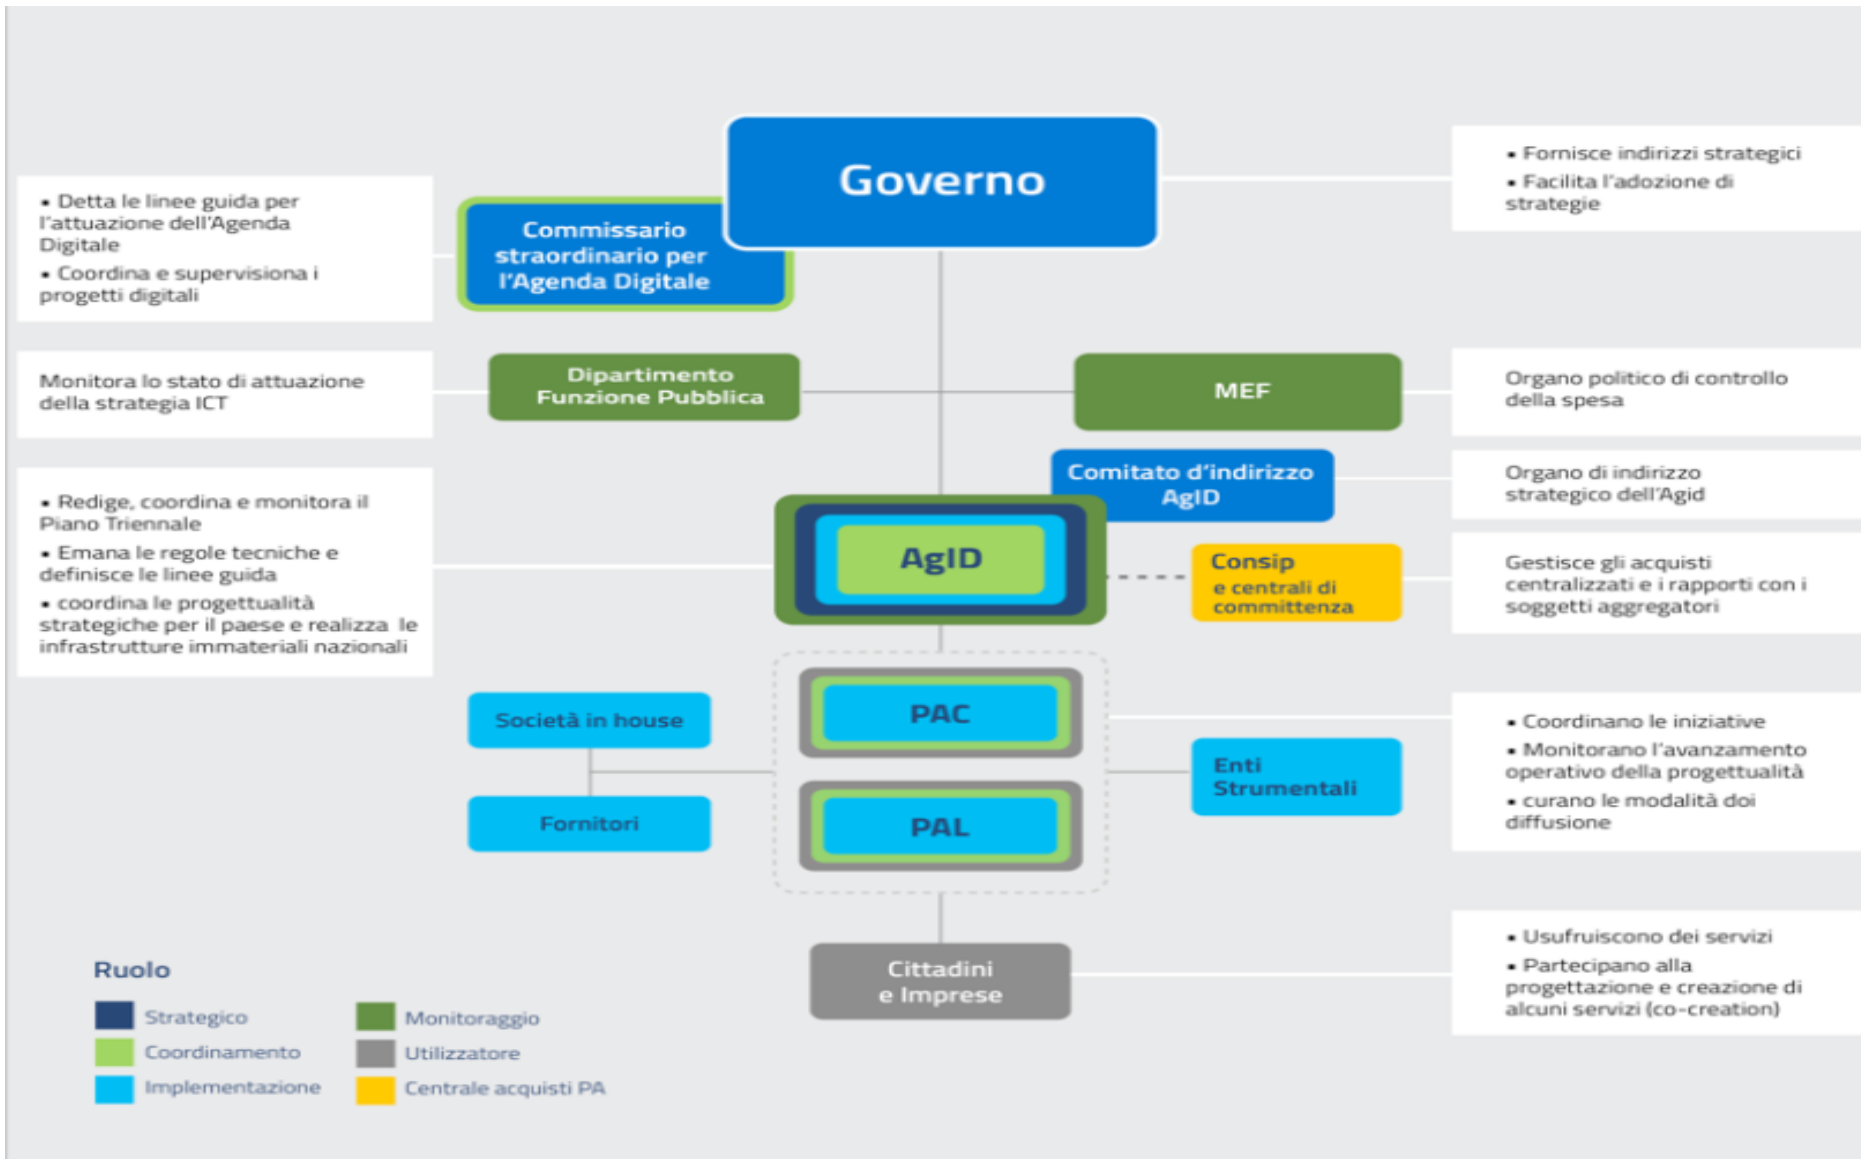 Governo
▪ Fornisce indirizzi strategici
▪ Facilita l'adozione di
strategie
▪ Detta le linee guida per
l'attuazione dell'Agenda
Digitale
▪ Coordina e supervisiona i
progetti digitali
Commissario
straordinario per
l'Agenda Digitale
Monitora lo stato di attuazione
della strategia ICT
Dipartimento
Funzione Pubblica
MEF
Organo politico di controllo
della spesa
Comitato d'indirizzo
AgID
Organo di indirizzo
strategico dell'Agid
▪ Redige, coordina e monitora il
Piano Triennale
▪ Emana le regole tecniche e
definisce le linee guida
▪ coordina le progettualità
strategiche per il paese e realizza le
infrastrutture immateriali nazionali
AgID
Consip
e centrali di
committenza
Gestisce gli acquisti
centralizzati e i rapporti con i
soggetti aggregatori
Società in house
Fornitori
PAC
PAL
Enti
Strumentali
▪ Coordinano le iniziative
▪ Monitorano l'avanzamento
operativo della progettualità
▪ curano le modalità doi
diffusione
Cittadini
e Imprese
▪ Usufruiscono dei servizi
▪ Partecipano alla
progettazione e creazione di
alcuni servizi (co-creation)
Ruolo
Strategico
Coordinamento
Implementazione
Monitoraggio
Utilizzatore
Centrale acquisti PA